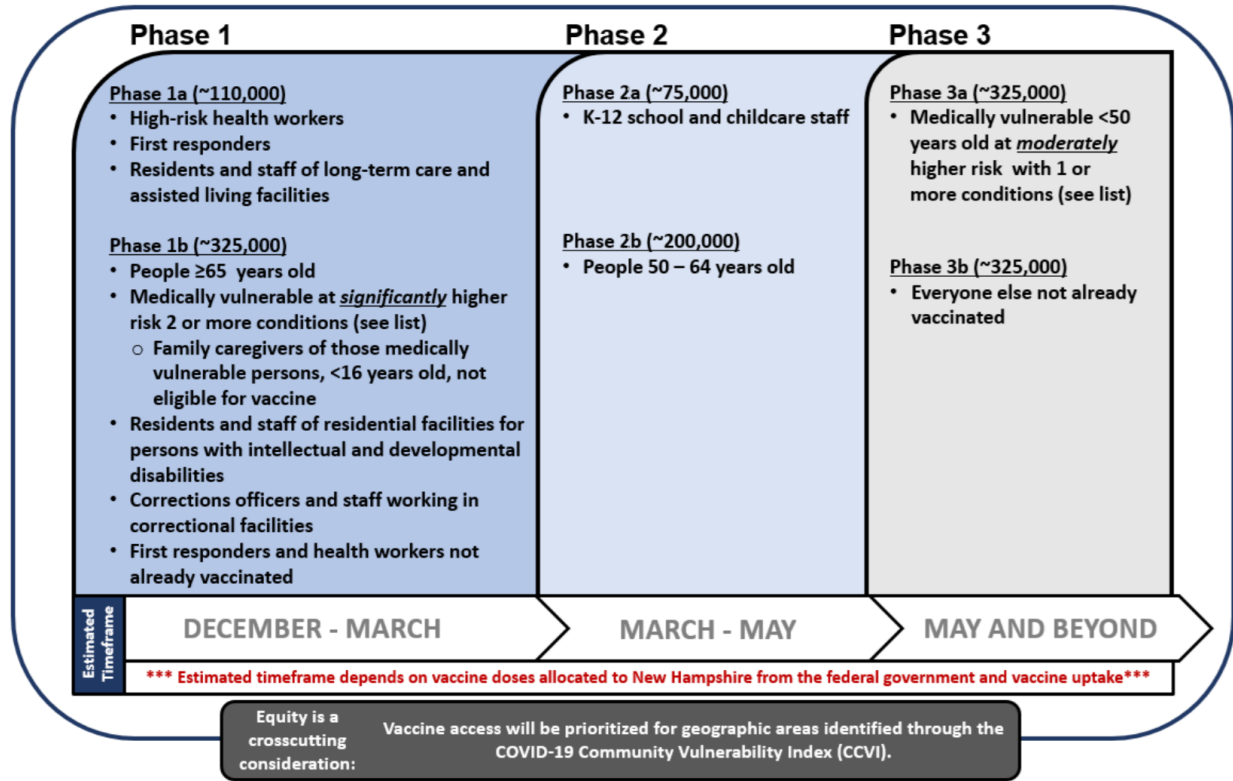 Phase 1
Phase 1a (~110,000)
• High-risk health workers
• First responders
• Residents and staff of long-term care and
assisted living facilities
Phase 1b (~325,000)
• People ≥65 years old
• Medically vulnerable at significantly higher
risk 2 or more conditions (see list)
o Family caregivers of those medically
vulnerable persons, <16 years old, not
eligible for vaccine
• Residents and staff of residential facilities for
persons with intellectual and developmental
disabilities
• Corrections officers and staff working in
correctional facilities
• First responders and health workers not
already vaccinated
Phase 2
Phase 2a (~75,000)
• K-12 school and childcare staff
Phase 2b (~200,000)
• People 50 – 64 years old
Phase 3
Phase 3a (~325,000)
• Medically vulnerable <50
years old at moderately
higher risk with 1 or
more conditions (see list)
Phase 3b (~325,000)
• Everyone else not already
vaccinated
Estimated
Timeframe
DECEMBER - MARCH
MARCH - MAY
MAY AND BEYOND
*** Estimated timeframe depends on vaccine doses allocated to New Hampshire from the federal government and vaccine uptake***
Equity is a
crosscutting
consideration:
Vaccine access will be prioritized for geographic areas identified through the
COVID-19 Community Vulnerability Index (CCVI).